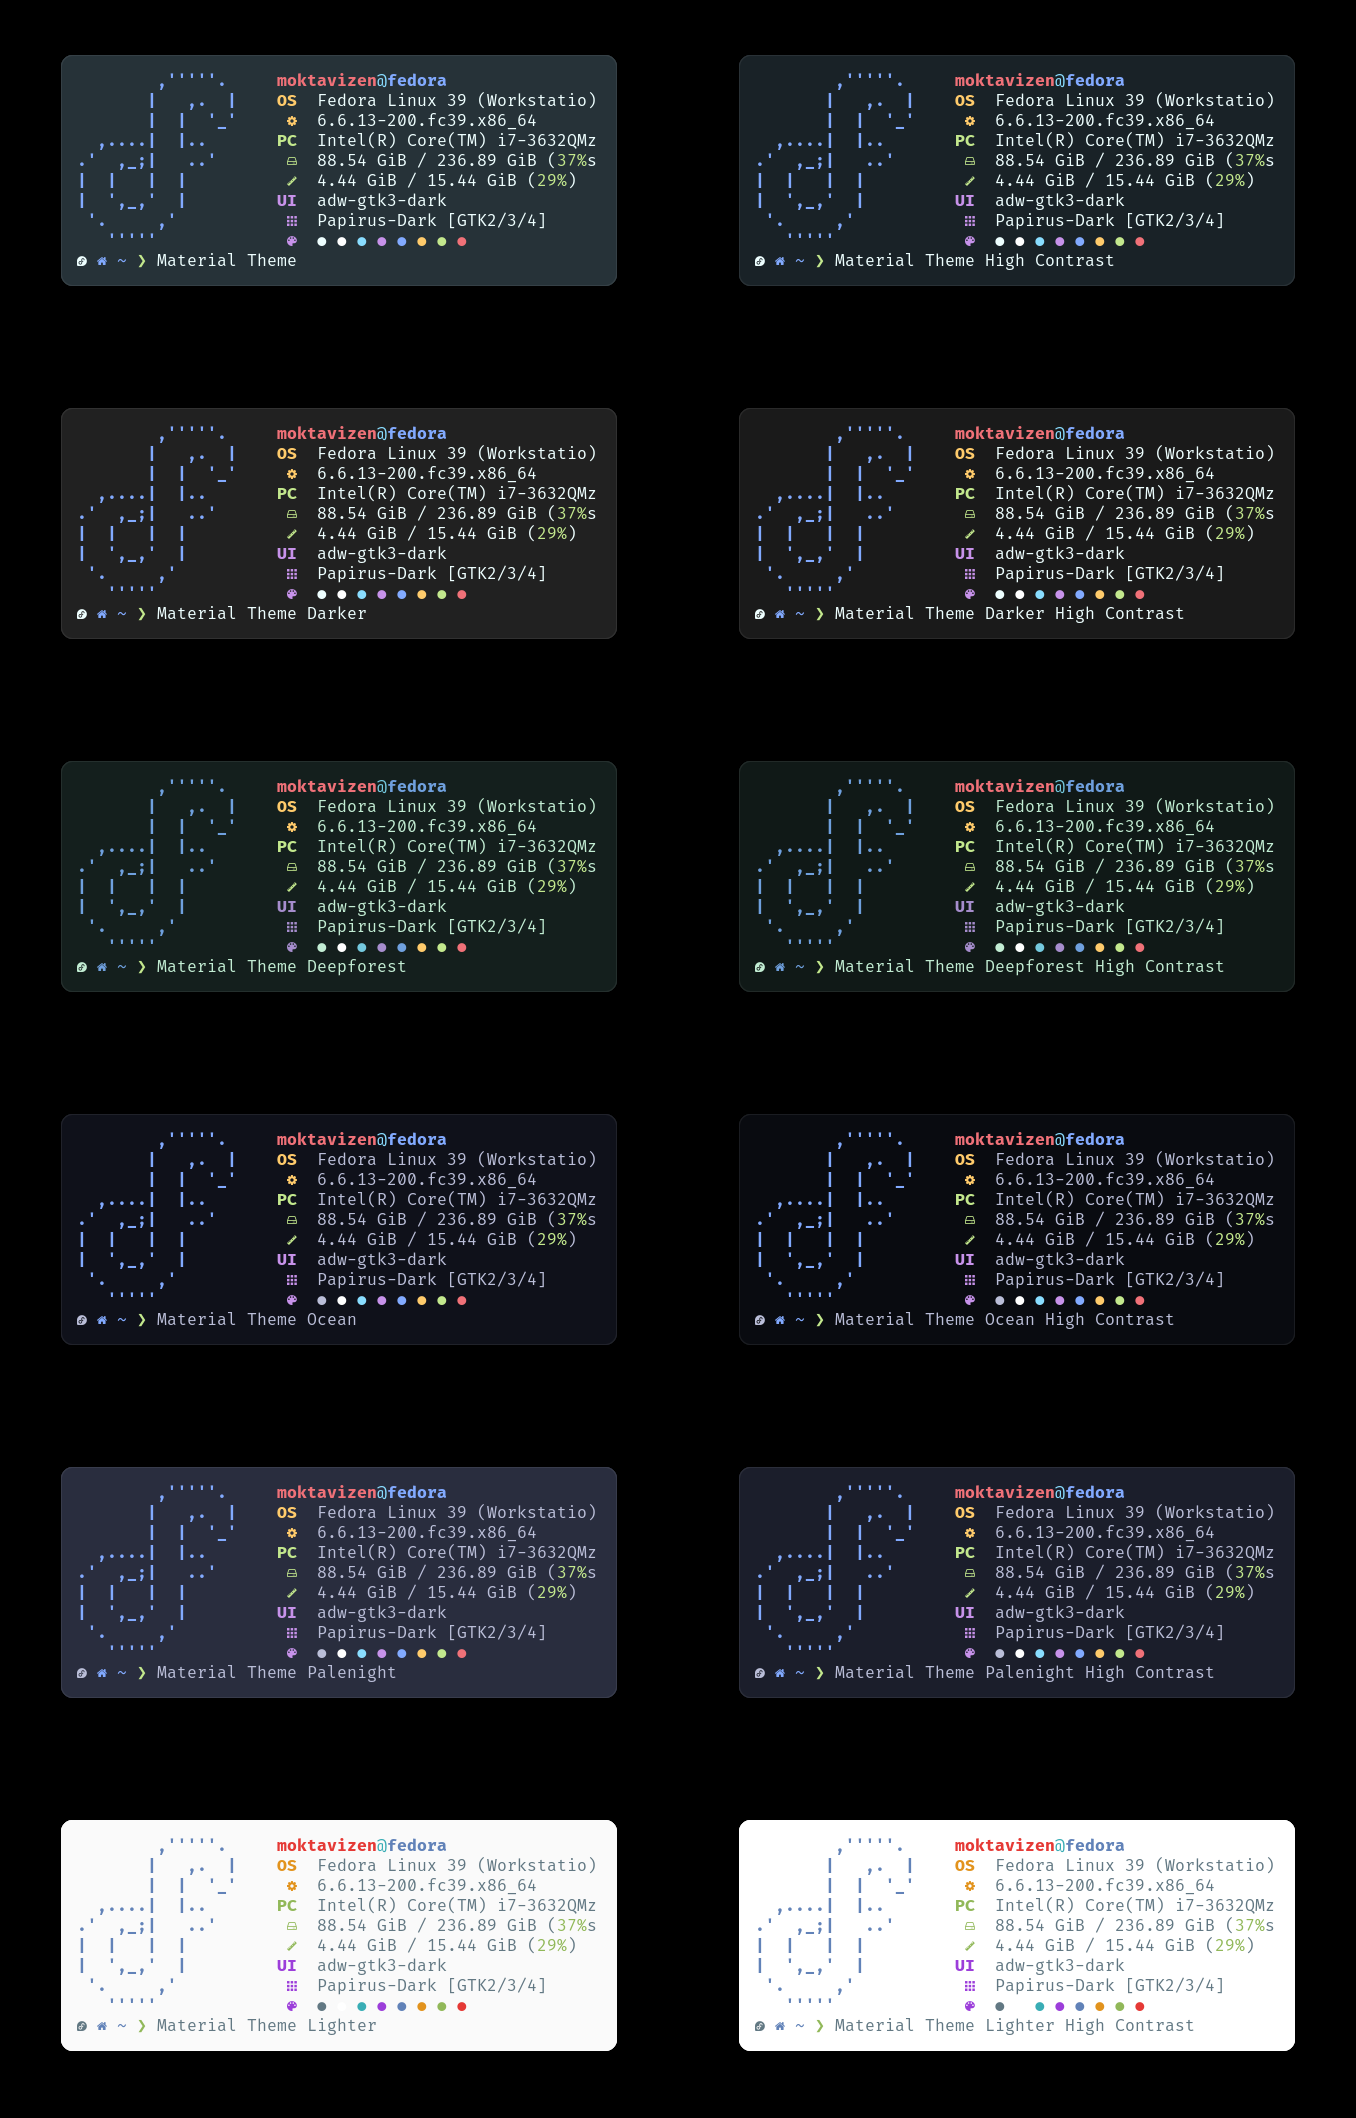 moktavizen@fedora
OS Fedora Linux 39 (Workstatio)
6.6.13-200.fc39.x86_64
PC Intel(R) Core(TM) i7-3632QMz
88.54 GiB / 236.89 GiB (37%s
4.44 GiB / 15.44 GiB (29%)
UI adw-gtk3-dark
Papirus-Dark [GTK2/3/4]
~ ❯ Material Theme
moktavizen@fedora
OS Fedora Linux 39 (Workstatio)
6.6.13-200.fc39.x86_64
PC Intel(R) Core(TM) i7-3632QMz
88.54 GiB / 236.89 GiB (37%s
4.44 GiB / 15.44 GiB (29%)
UI adw-gtk3-dark
Papirus-Dark [GTK2/3/4]
~ ❯ Material Theme High Contrast
moktavizen@fedora
OS Fedora Linux 39 (Workstatio)
6.6.13-200.fc39.x86_64
PC Intel(R) Core(TM) i7-3632QMz
88.54 GiB / 236.89 GiB (37%s
4.44 GiB / 15.44 GiB (29%)
UI adw-gtk3-dark
Papirus-Dark [GTK2/3/4]
~ ❯ Material Theme Darker
moktavizen@fedora
OS Fedora Linux 39 (Workstatio)
6.6.13-200.fc39.x86_64
PC Intel(R) Core(TM) i7-3632QMz
88.54 GiB / 236.89 GiB (37%s
4.44 GiB / 15.44 GiB (29%)
UI adw-gtk3-dark
Papirus-Dark [GTK2/3/4]
~ ❯ Material Theme Darker High Contrast
moktavizen@fedora
OS Fedora Linux 39 (Workstatio)
6.6.13-200.fc39.x86_64
PC Intel(R) Core(TM) i7-3632QMz
88.54 GiB / 236.89 GiB (37%s
4.44 GiB / 15.44 GiB (29%)
UI adw-gtk3-dark
Papirus-Dark [GTK2/3/4]
~ ❯ Material Theme Deepforest
moktavizen@fedora
OS Fedora Linux 39 (Workstatio)
6.6.13-200.fc39.x86_64
PC Intel(R) Core(TM) i7-3632QMz
88.54 GiB / 236.89 GiB (37%s
4.44 GiB / 15.44 GiB (29%)
UI adw-gtk3-dark
Papirus-Dark [GTK2/3/4]
~ ❯ Material Theme Deepforest High Contrast
moktavizen@fedora
OS Fedora Linux 39 (Workstatio)
6.6.13-200.fc39.x86_64
PC Intel(R) Core(TM) i7-3632QMz
88.54 GiB / 236.89 GiB (37%s
4.44 GiB / 15.44 GiB (29%)
UI adw-gtk3-dark
Papirus-Dark [GTK2/3/4]
~ ❯ Material Theme Ocean
moktavizen@fedora
OS Fedora Linux 39 (Workstatio)
6.6.13-200.fc39.x86_64
PC Intel(R) Core(TM) i7-3632QMz
88.54 GiB / 236.89 GiB (37%s
4.44 GiB / 15.44 GiB (29%)
UI adw-gtk3-dark
Papirus-Dark [GTK2/3/4]
~ ❯ Material Theme Ocean High Contrast
moktavizen@fedora
OS Fedora Linux 39 (Workstatio)
6.6.13-200.fc39.x86_64
PC Intel(R) Core(TM) i7-3632QMz
88.54 GiB / 236.89 GiB (37%s
4.44 GiB / 15.44 GiB (29%)
UI adw-gtk3-dark
Papirus-Dark [GTK2/3/4]
~ ❯ Material Theme Palenight
moktavizen@fedora
OS Fedora Linux 39 (Workstatio)
6.6.13-200.fc39.x86_64
PC Intel(R) Core(TM) i7-3632QMz
88.54 GiB / 236.89 GiB (37%s
4.44 GiB / 15.44 GiB (29%)
UI adw-gtk3-dark
Papirus-Dark [GTK2/3/4]
~ ❯ Material Theme Palenight High Contrast
moktavizen@fedora
OS Fedora Linux 39 (Workstatio)
6.6.13-200.fc39.x86_64
PC Intel(R) Core(TM) i7-3632QMz
88.54 GiB / 236.89 GiB (37%s
4.44 GiB / 15.44 GiB (29%)
UI adw-gtk3-dark
Papirus-Dark [GTK2/3/4]
~ ❯ Material Theme Lighter
moktavizen@fedora
OS Fedora Linux 39 (Workstatio)
6.6.13-200.fc39.x86_64
PC Intel(R) Core(TM) i7-3632QMz
88.54 GiB / 236.89 GiB (37%s
4.44 GiB / 15.44 GiB (29%)
UI adw-gtk3-dark
Papirus-Dark [GTK2/3/4]
~ ❯ Material Theme Lighter High Contrast